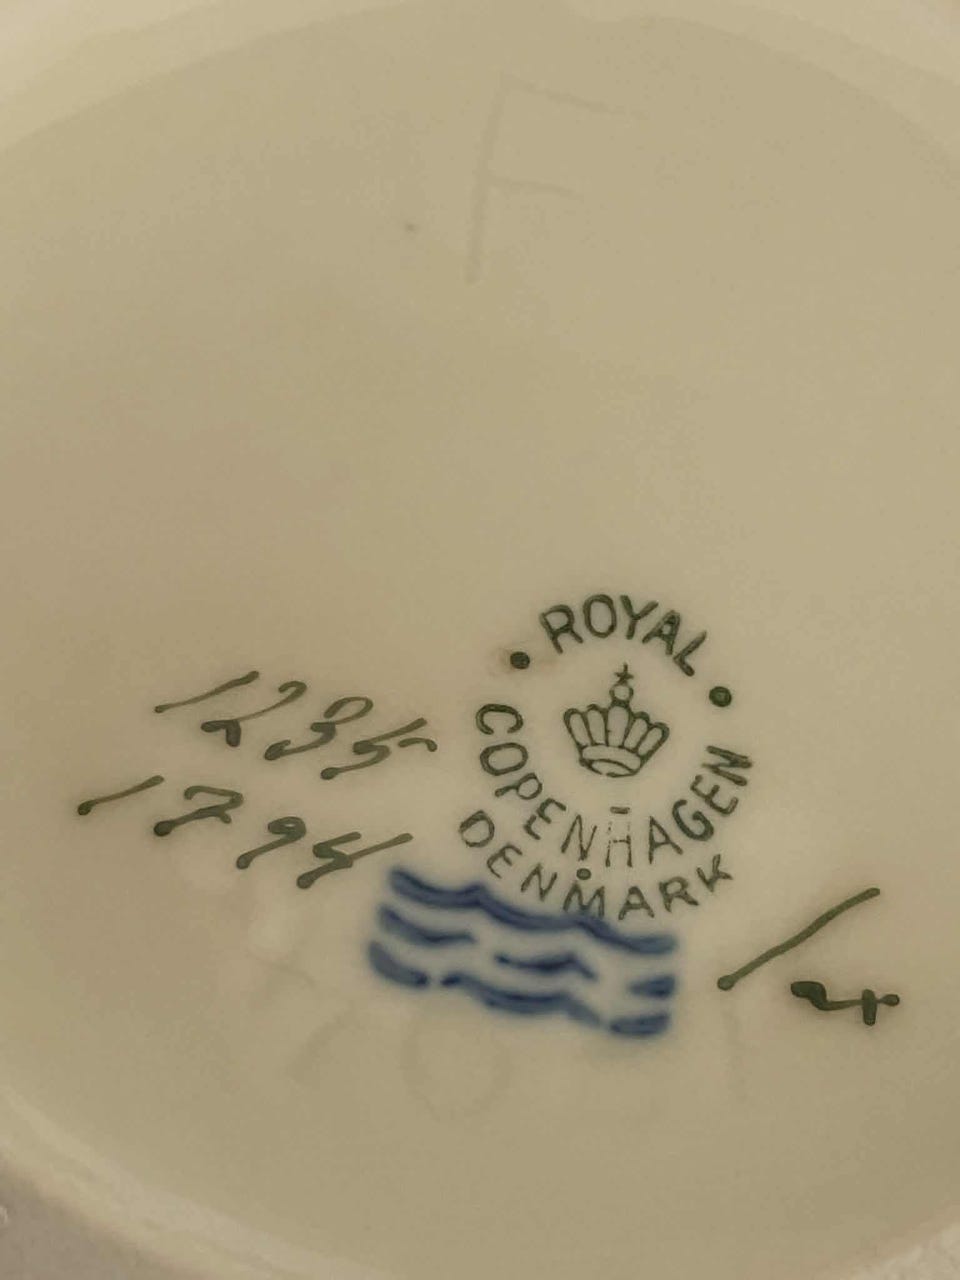 F
• ROYAL •
COPENHAGEN
DENMARK
1235
1794